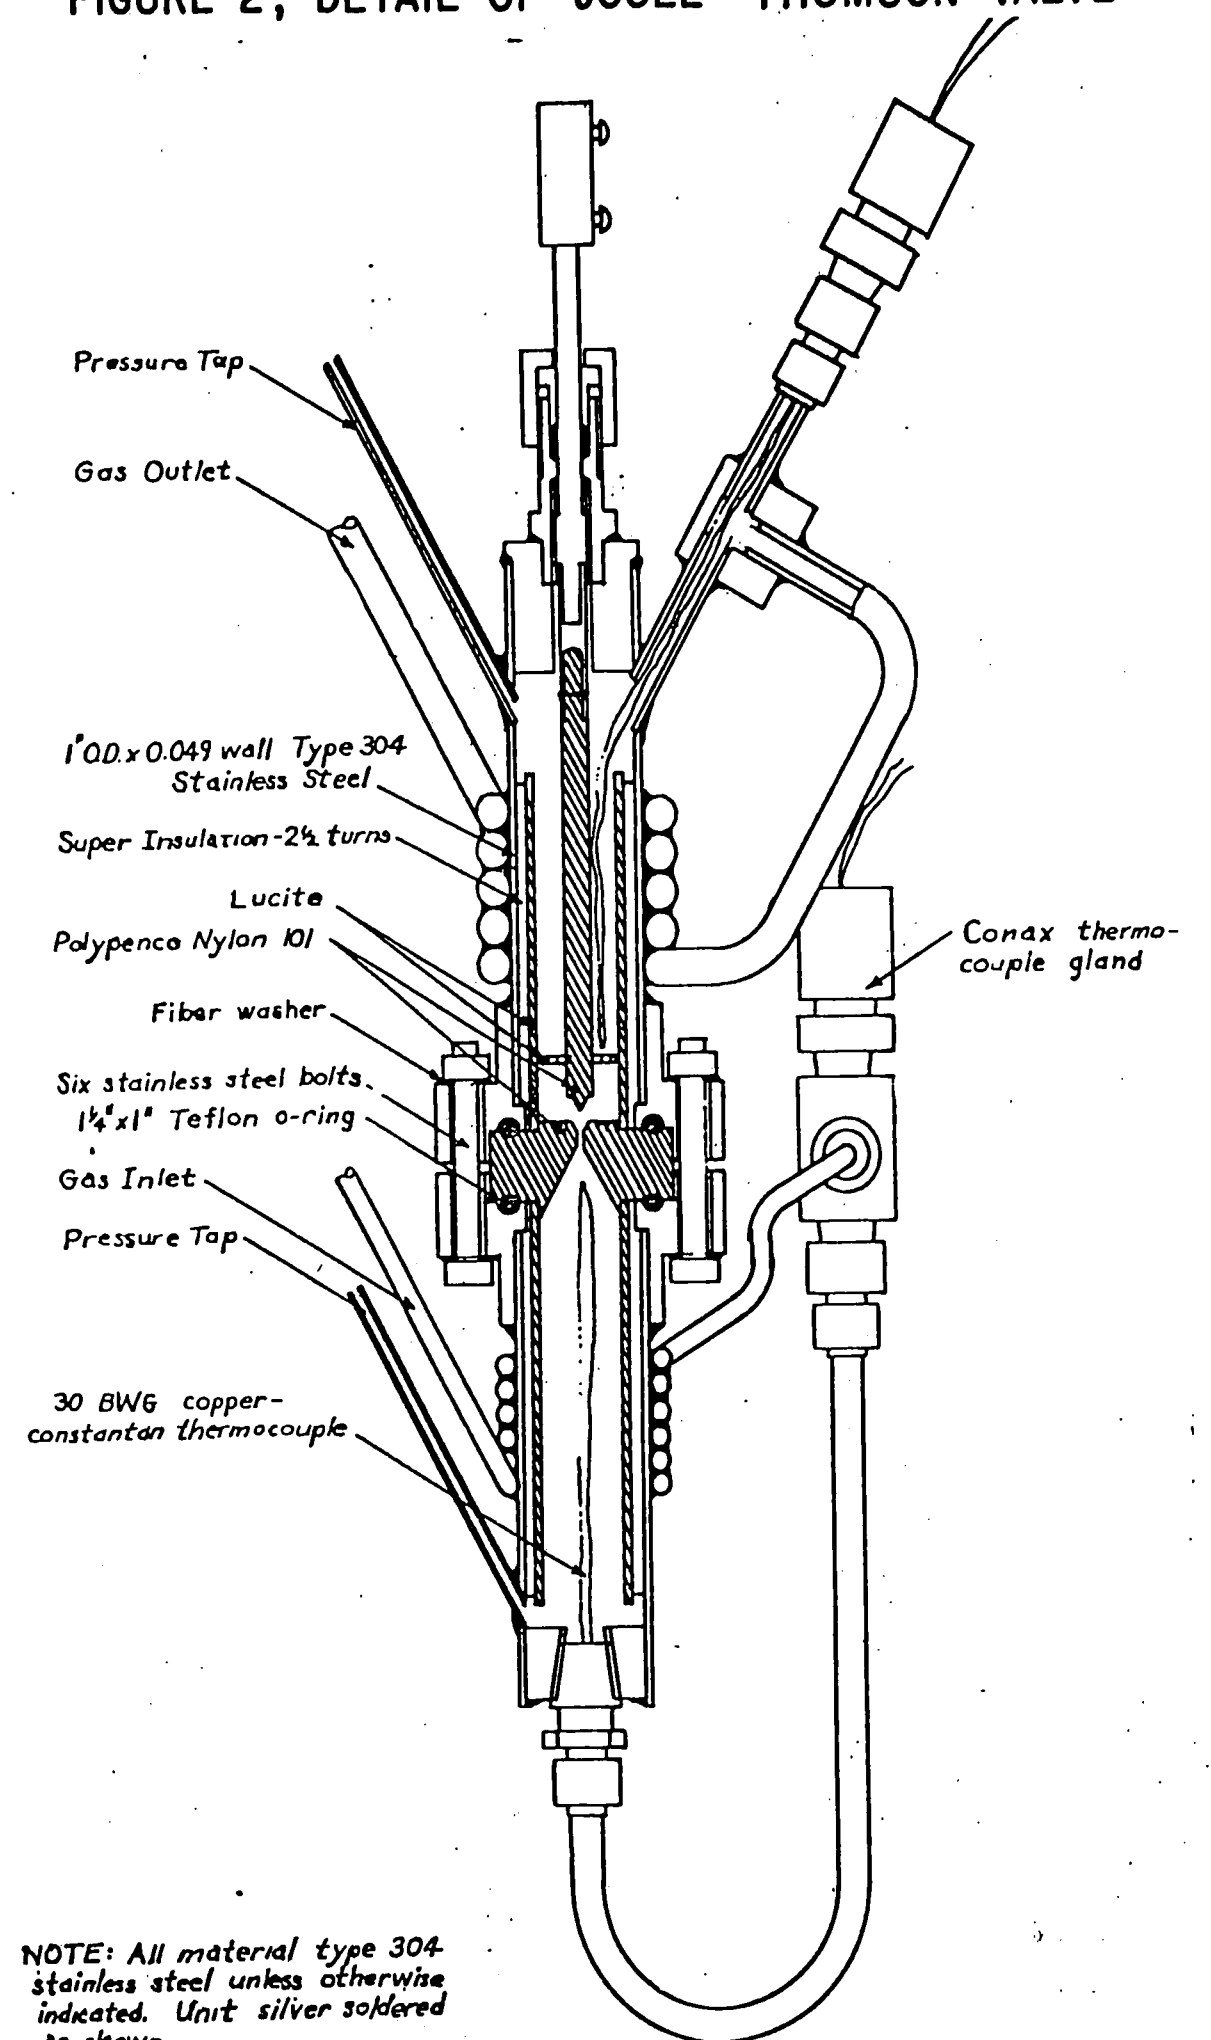 FIGURE 2, DETAIL OF JOULE-THOMSON VALVE
Pressure Tap
Gas Outlet
1" O.D. x 0.049 wall Type 304
Stainless Steel
Super Insulation - 2½ turns
Lucite
Polypenco Nylon 101
Conax thermo-
couple gland
Fiber washer
Six stainless steel bolts
1¼" x 1" Teflon o-ring
Gas Inlet
Pressure Tap
30 BWG copper-
constantan thermocouple
NOTE: All material type 304
stainless steel unless otherwise
indicated. Unit silver soldered
as shown